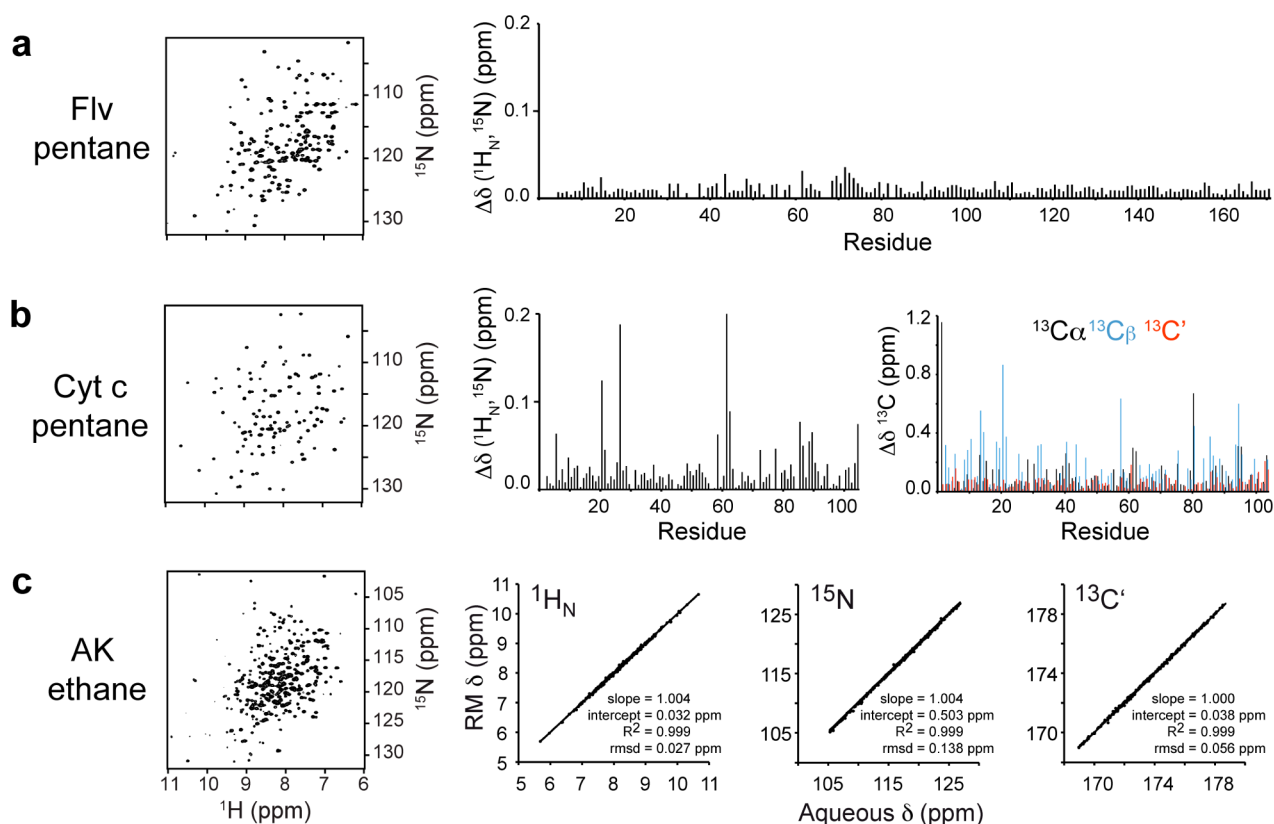 a
Flv
pentane
110
120
130
¹⁵N (ppm)
0.2
0.1
0.0
Δδ (¹H_N, ¹⁵N) (ppm)
20 40 60 80 100 120 140 160
Residue
b
Cyt c
pentane
110
120
130
¹⁵N (ppm)
0.2
0.1
0.0
Δδ (¹H_N, ¹⁵N) (ppm)
20 40 60 80 100
Residue
1.2
0.8
0.4
0.0
Δδ ¹³C (ppm)
¹³Cα ¹³Cβ ¹³C'
20 40 60 80 100
Residue
c
AK
ethane
105
110
115
120
125
130
¹⁵N (ppm)
11 10 9 8 7
¹H (ppm)
RM δ (ppm)
11
10
9
8
7
6
5
¹H_N
slope = 1.004
intercept = 0.032 ppm
R² = 0.999
rmsd = 0.027 ppm
5 6 7 8 9 10 11
125
115
105
¹⁵N
slope = 1.004
intercept = 0.503 ppm
R² = 0.999
rmsd = 0.138 ppm
105 115 125
178
174
170
¹³C'
slope = 1.000
intercept = 0.038 ppm
R² = 0.999
rmsd = 0.056 ppm
170 174 178
Aqueous δ (ppm)